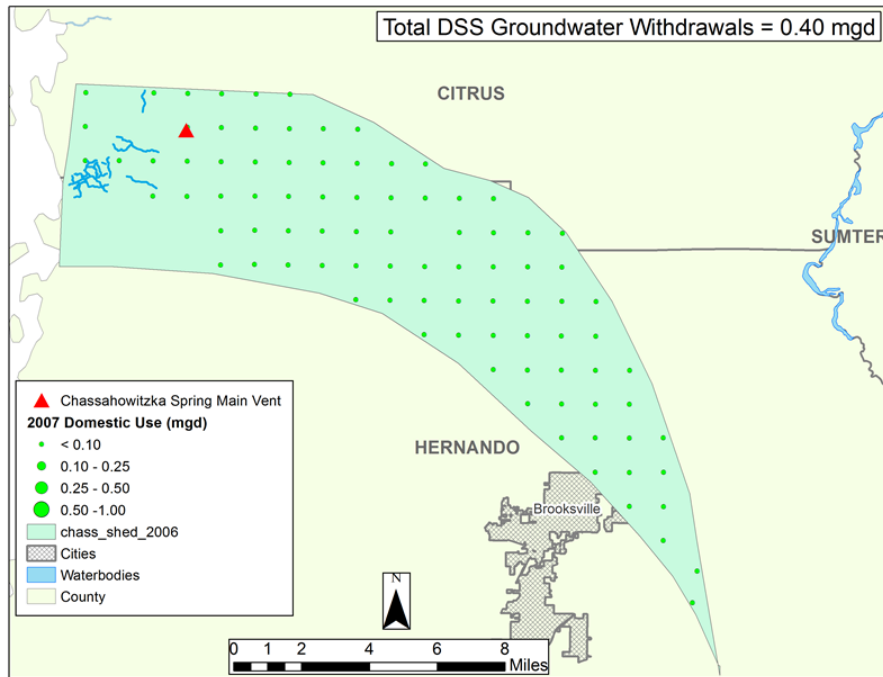 Total DSS Groundwater Withdrawals = 0.40 mgd
CITRUS
SUMTER
HERNANDO
Brooksville
Chassahowitzka Spring Main Vent
2007 Domestic Use (mgd)
< 0.10
0.10 - 0.25
0.25 - 0.50
0.50 -1.00
chass_shed_2006
Cities
Waterbodies
County
N
0 1 2 4 6 8
Miles